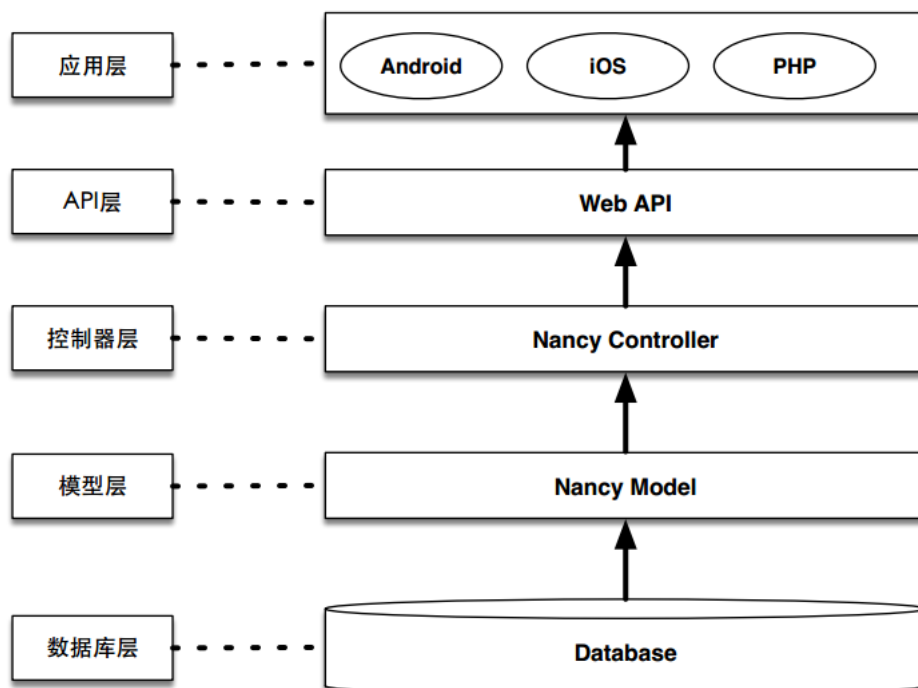 应用层
Android
iOS
PHP
API层
Web API
控制器层
Nancy Controller
模型层
Nancy Model
数据库层
Database